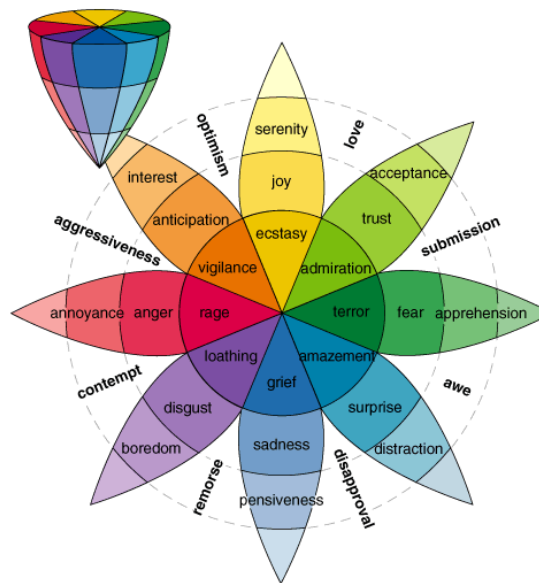 serenity
optimism
love
interest
joy
acceptance
anticipation
trust
ecstasy
aggressiveness
submission
vigilance
admiration
annoyance
anger
rage
terror
fear
apprehension
loathing
amazement
contempt
grief
awe
disgust
surprise
boredom
sadness
distraction
remorse
disapproval
pensiveness